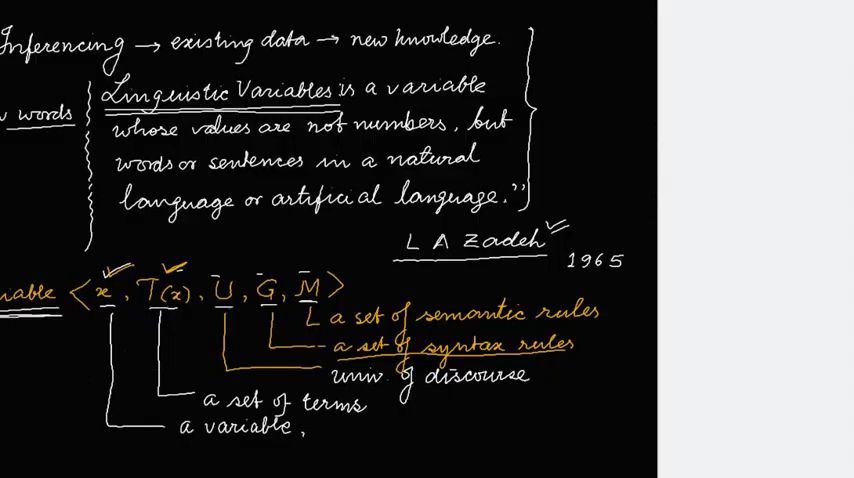 Inferencing → existing data → new knowledge.
Linguistic Variables is a variable
words whose values are not numbers, but
words or sentences in a natural
language or artificial language."
L A Zadeh
1965
< x, T(x), U, G, M >
a set of semantic rules
a set of syntax rules
univ. of discourse
a set of terms
a variable,